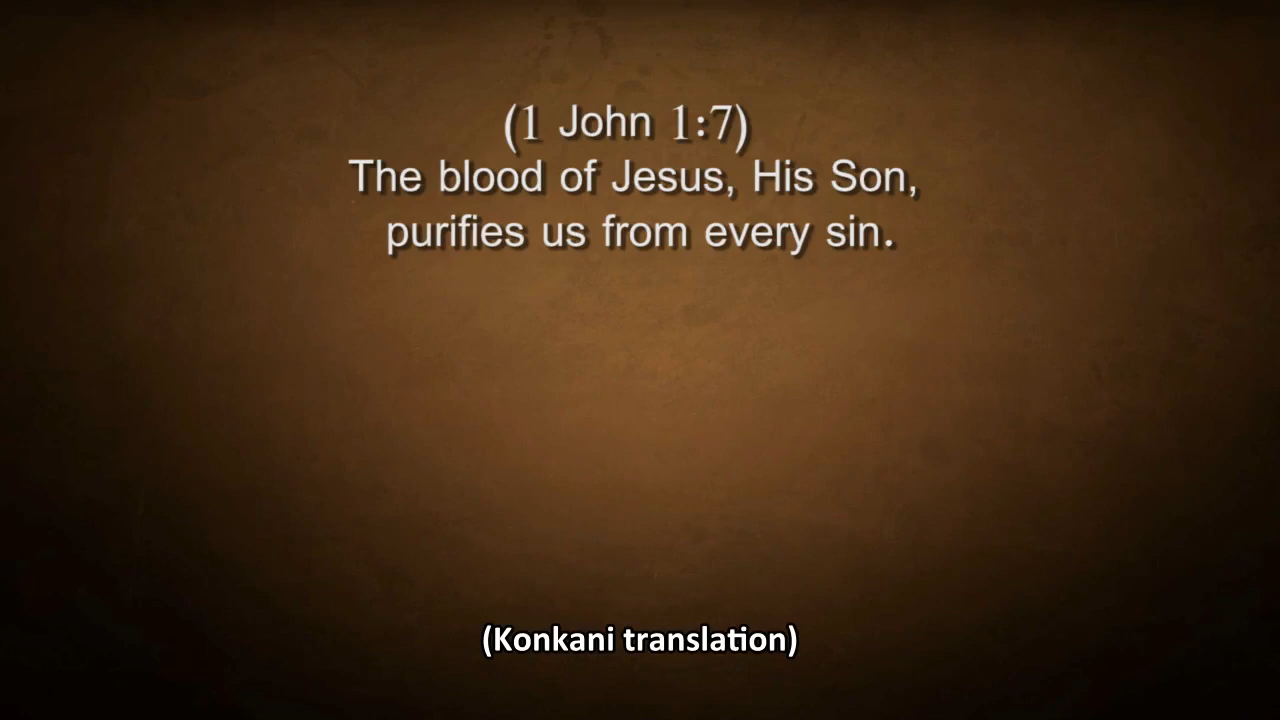 (1 John 1:7)
The blood of Jesus, His Son,
purifies us from every sin.
(Konkani translation)